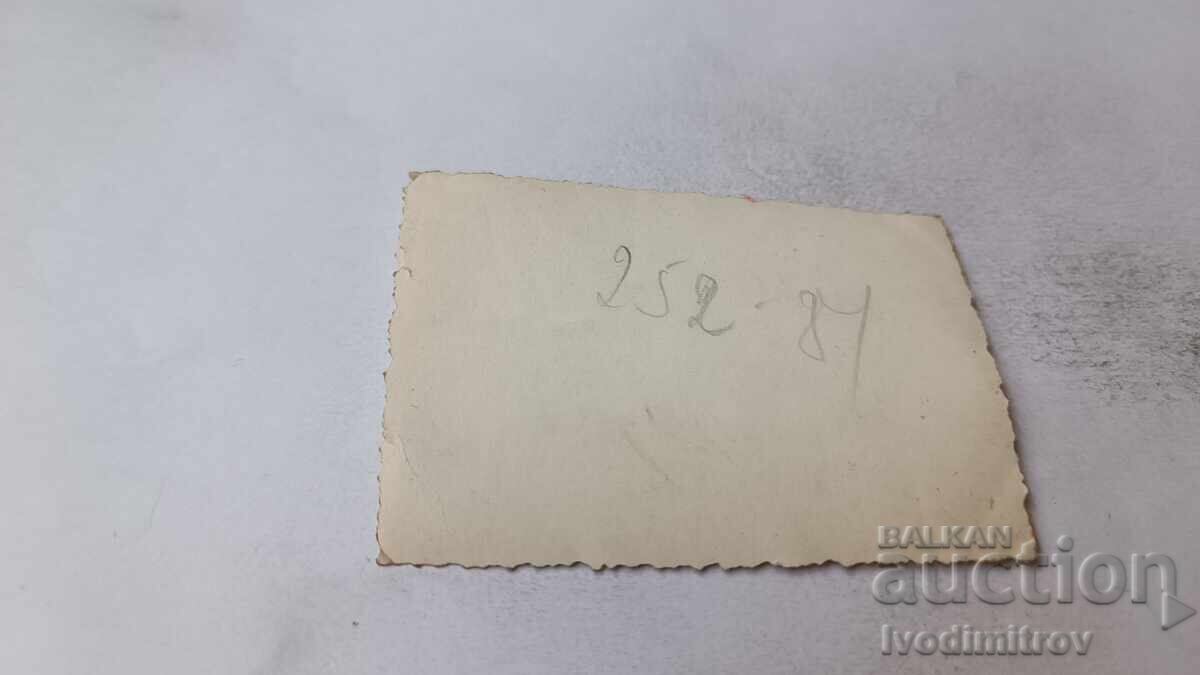 252-84
BALKAN
auction
Ivodimitrov